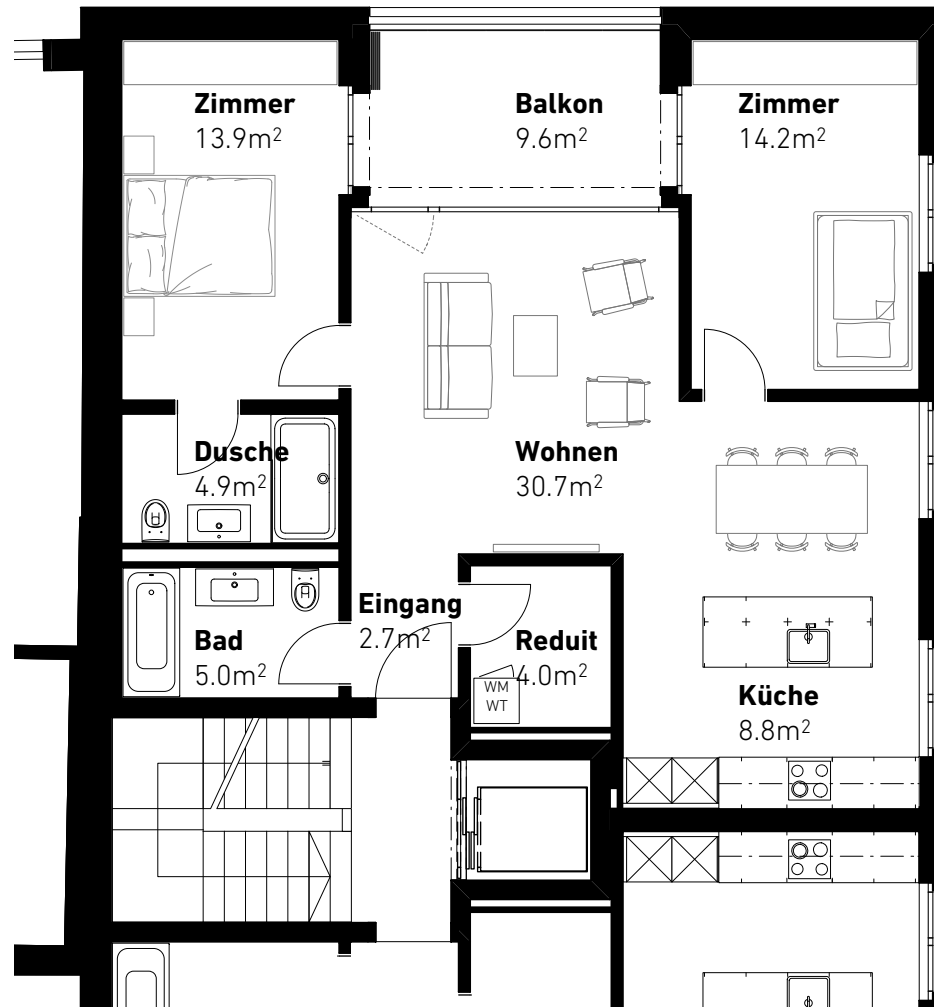 Zimmer
13.9m²
Balkon
9.6m²
Zimmer
14.2m²
Dusche
4.9m²
Wohnen
30.7m²
Eingang
2.7m²
Bad
5.0m²
Reduit
4.0m²
WM
WT
Küche
8.8m²